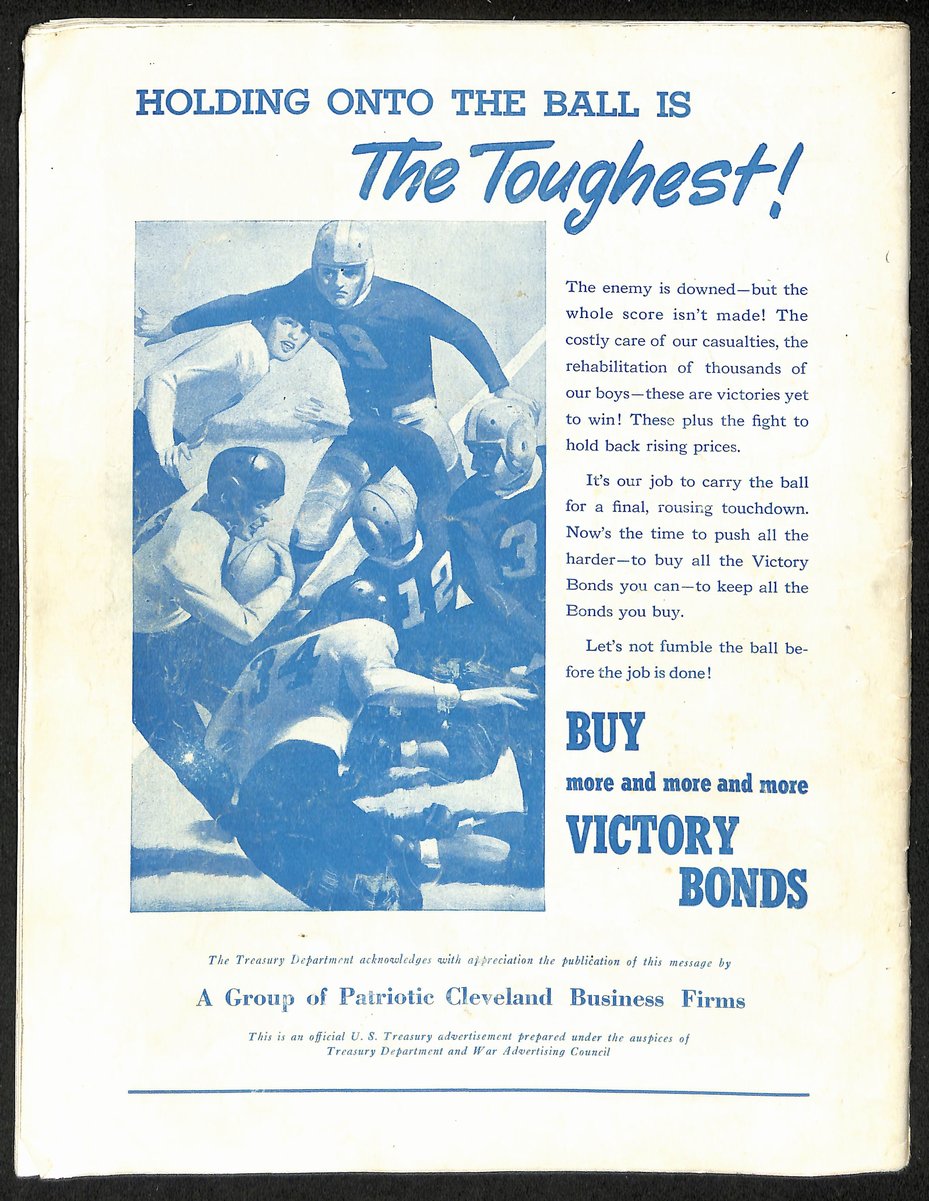 HOLDING ONTO THE BALL IS
The Toughest!
59
12
3
34
The enemy is downed—but the
whole score isn't made! The
costly care of our casualties, the
rehabilitation of thousands of
our boys—these are victories yet
to win! These plus the fight to
hold back rising prices.
It's our job to carry the ball
for a final, rousing touchdown.
Now's the time to push all the
harder—to buy all the Victory
Bonds you can—to keep all the
Bonds you buy.
Let's not fumble the ball be-
fore the job is done!
BUY
more and more and more
VICTORY
BONDS
The Treasury Department acknowledges with appreciation the publication of this message by
A Group of Patriotic Cleveland Business Firms
This is an official U. S. Treasury advertisement prepared under the auspices of
Treasury Department and War Advertising Council